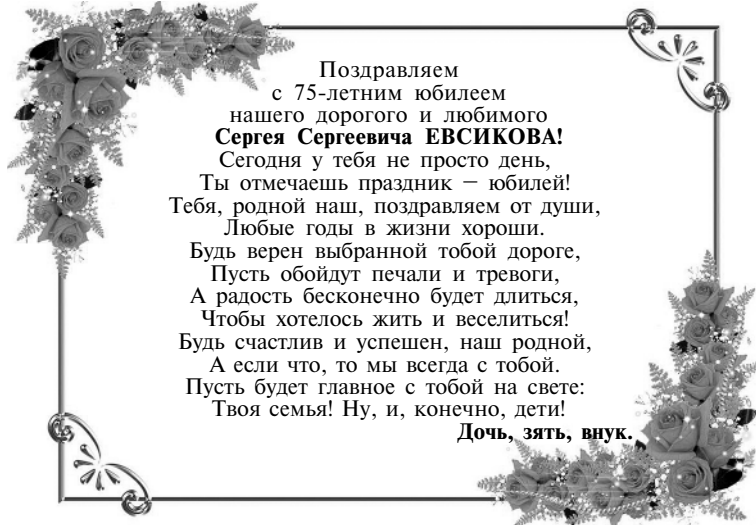 Поздравляем
с 75-летним юбилеем
нашего дорогого и любимого
Сергея Сергеевича ЕВСИКОВА!
Сегодня у тебя не просто день,
Ты отмечаешь праздник – юбилей!
Тебя, родной наш, поздравляем от души,
Любые годы в жизни хороши.
Будь верен выбранной тобой дороге,
Пусть обойдут печали и тревоги,
А радость бесконечно будет длиться,
Чтобы хотелось жить и веселиться!
Будь счастлив и успешен, наш родной,
А если что, то мы всегда с тобой.
Пусть будет главное с тобой на свете:
Твоя семья! Ну, и, конечно, дети!
Дочь, зять, внук.